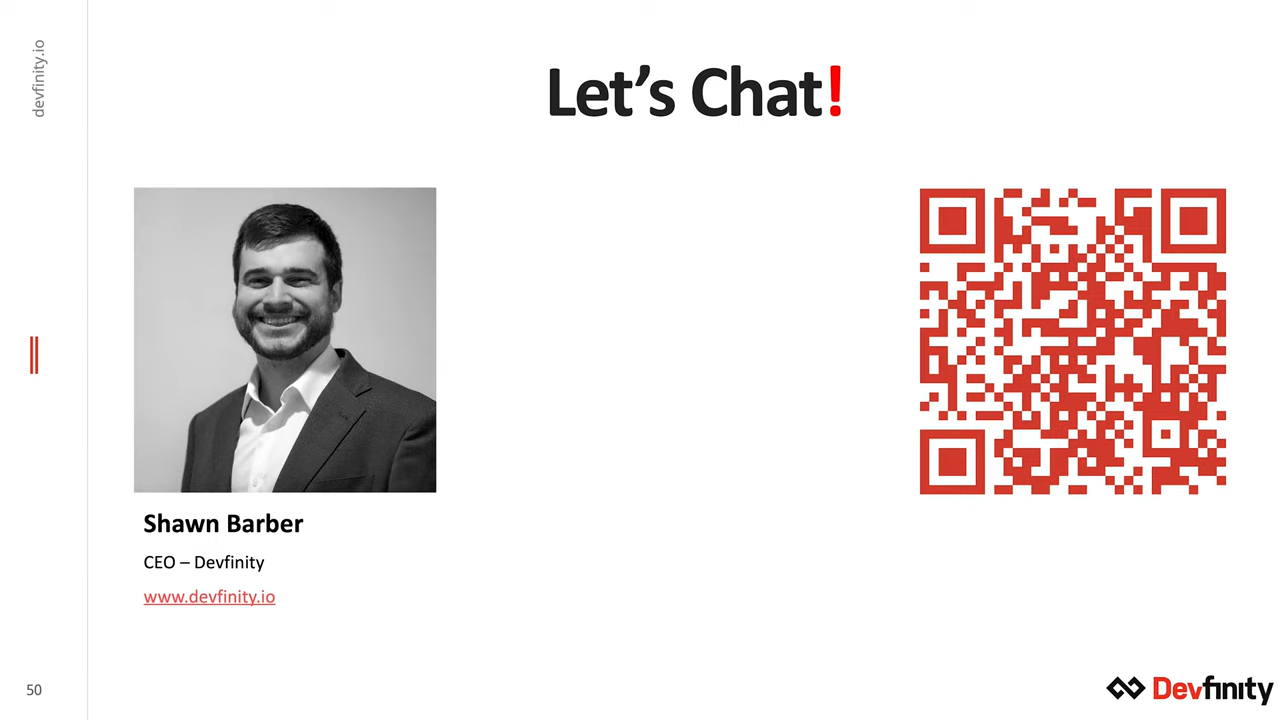 devfinity.io
Let’s Chat!
Shawn Barber
CEO – Devfinity
www.devfinity.io
50
Devfinity